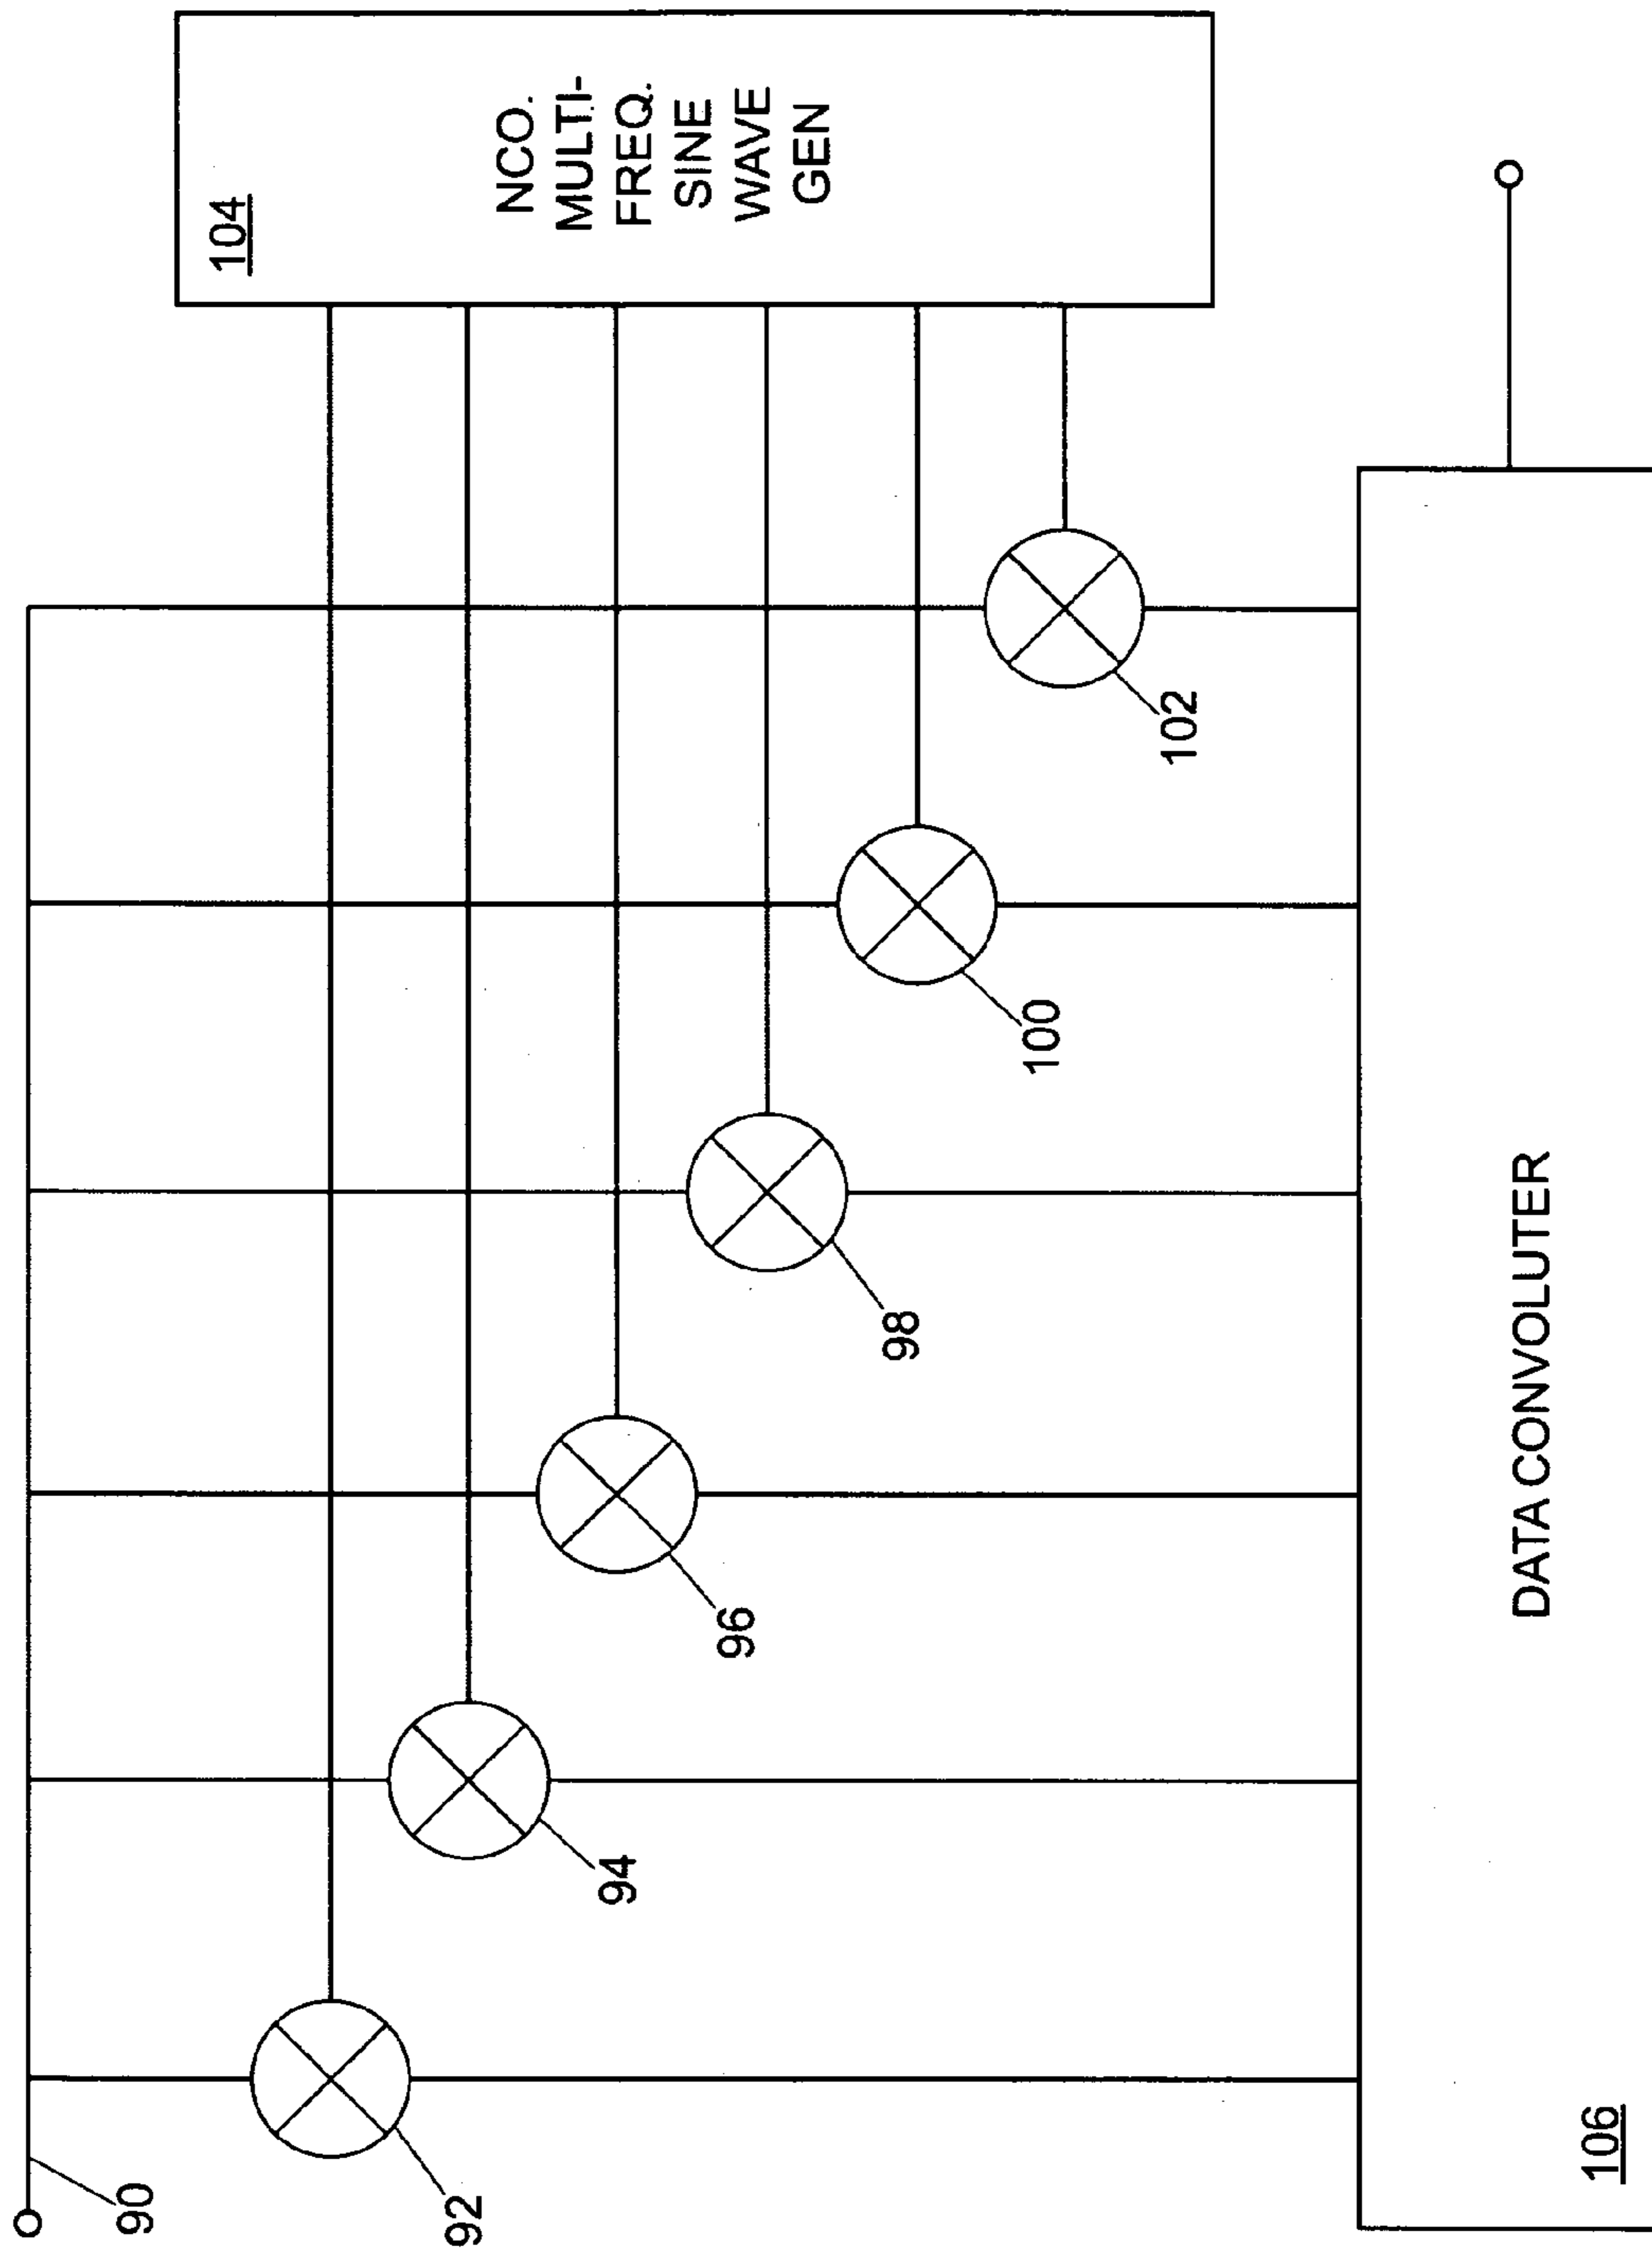 104
NCO.
MULTI-
FREQ.
SINE
WAVE
GEN
90
92
94
96
98
100
102
DATA CONVOLUTER
106